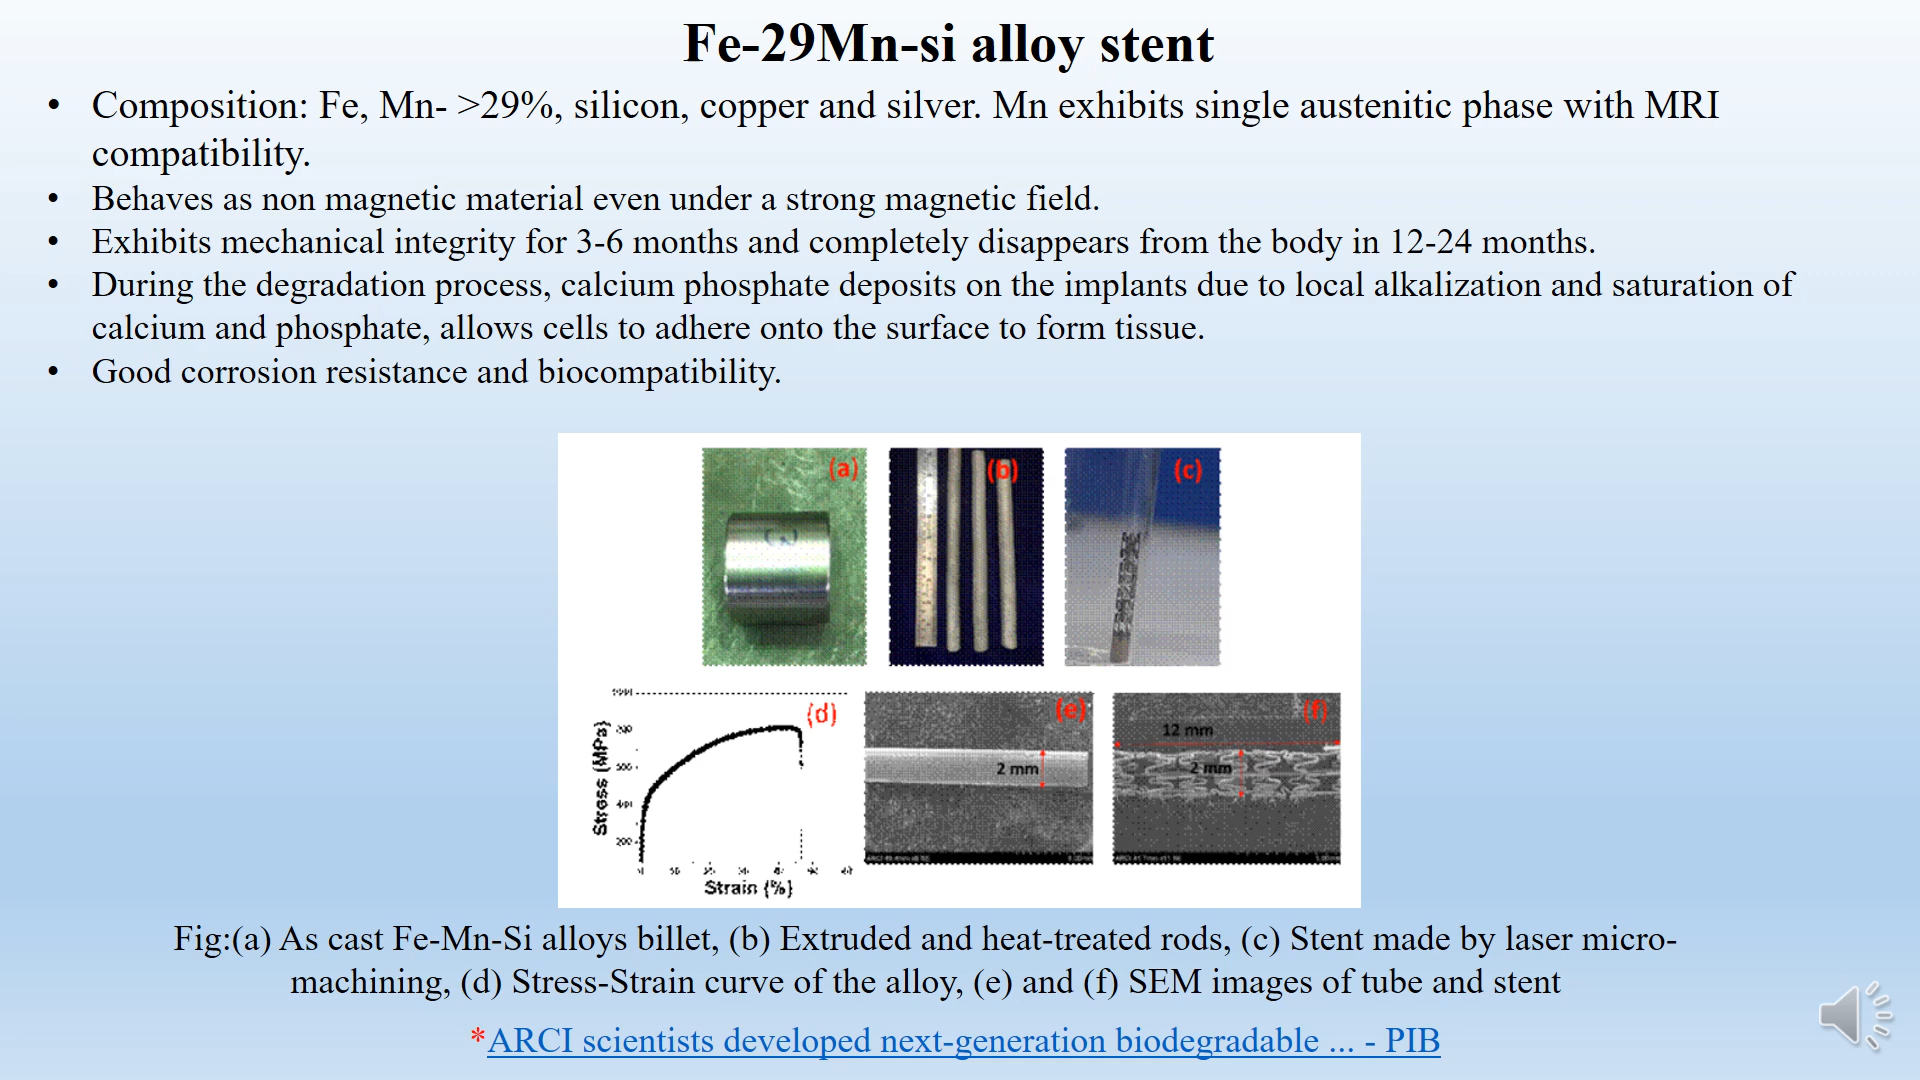 Fe-29Mn-si alloy stent
• Composition: Fe, Mn- >29%, silicon, copper and silver. Mn exhibits single austenitic phase with MRI
compatibility.
• Behaves as non magnetic material even under a strong magnetic field.
• Exhibits mechanical integrity for 3-6 months and completely disappears from the body in 12-24 months.
• During the degradation process, calcium phosphate deposits on the implants due to local alkalization and saturation of
calcium and phosphate, allows cells to adhere onto the surface to form tissue.
• Good corrosion resistance and biocompatibility.
(a)
(b)
(c)
(d)
Stress (MPa)
200
Strain (%)
(e)
2 mm
(f)
12 mm
2 mm
Fig:(a) As cast Fe-Mn-Si alloys billet, (b) Extruded and heat-treated rods, (c) Stent made by laser micro-
machining, (d) Stress-Strain curve of the alloy, (e) and (f) SEM images of tube and stent
*ARCI scientists developed next-generation biodegradable ... - PIB